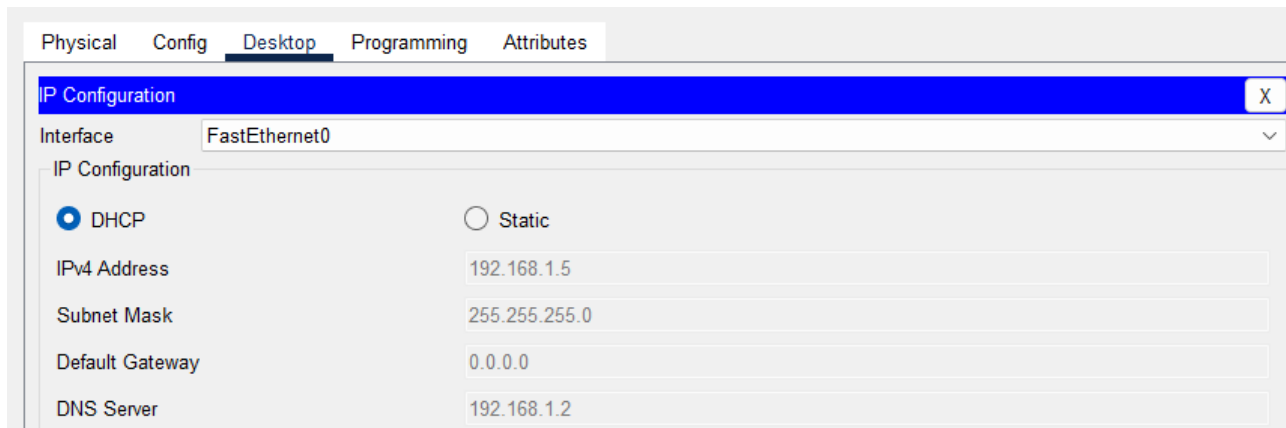 Physical Config Desktop Programming Attributes
IP Configuration X
Interface FastEthernet0
IP Configuration
DHCP Static
IPv4 Address 192.168.1.5
Subnet Mask 255.255.255.0
Default Gateway 0.0.0.0
DNS Server 192.168.1.2